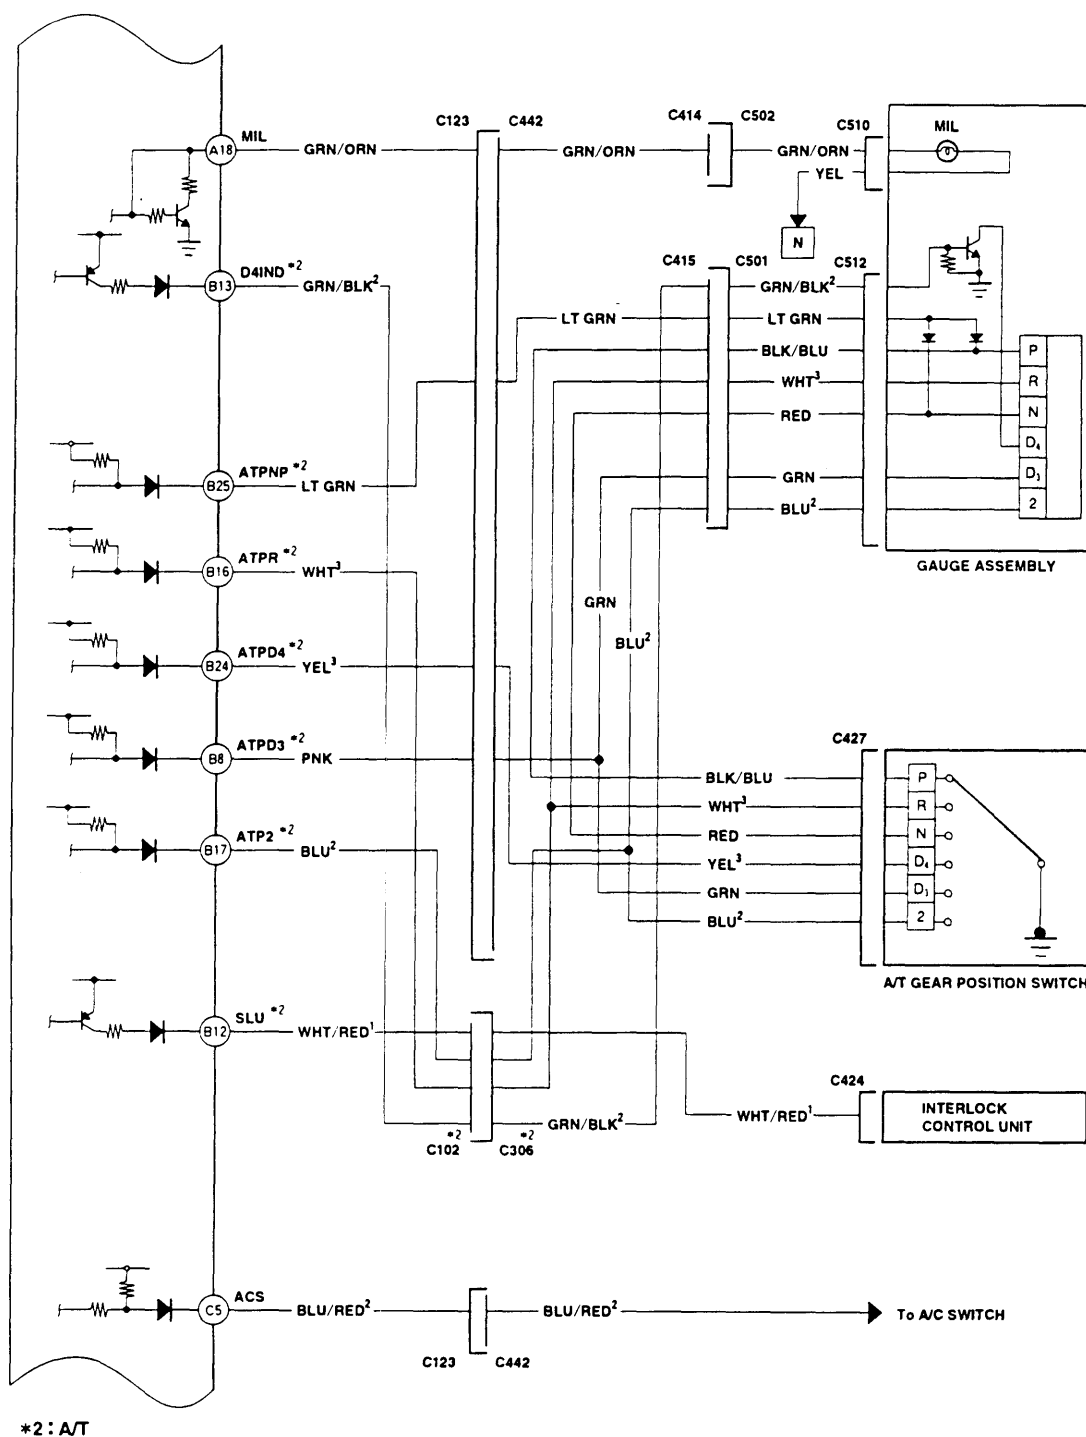 C123 C442 C414 C502 C510
MIL MIL
A18 GRN/ORN GRN/ORN GRN/ORN
YEL
N
D4IND *2 C415 C501 C512
B13 GRN/BLK² GRN/BLK²
LT GRN LT GRN
BLK/BLU P
WHT³ R
RED N
D₄
ATPNP *2 GRN D₃
B25 LT GRN BLU² 2
ATPR *2
B16 WHT³ GAUGE ASSEMBLY
GRN
BLU²
ATPD4 *2
B24 YEL³
ATPD3 *2 C427
B8 PNK
BLK/BLU P
WHT³ R
ATP2 *2 RED N
B17 BLU² YEL³ D₄
GRN D₃
BLU² 2
A/T GEAR POSITION SWITCH
SLU *2
B12 WHT/RED¹
C424
WHT/RED¹ INTERLOCK
CONTROL UNIT
GRN/BLK²
*2 *2
C102 C306
ACS
C5 BLU/RED² BLU/RED² To A/C SWITCH
C123 C442
*2 : A/T